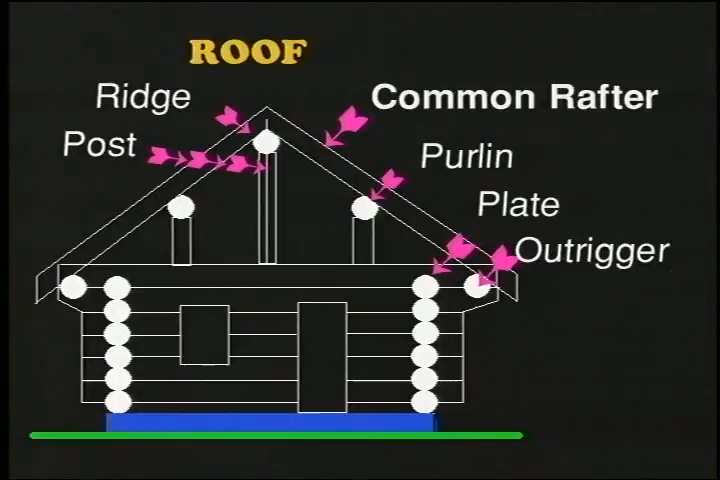 ROOF
Ridge
Common Rafter
Post
Purlin
Plate
Outrigger